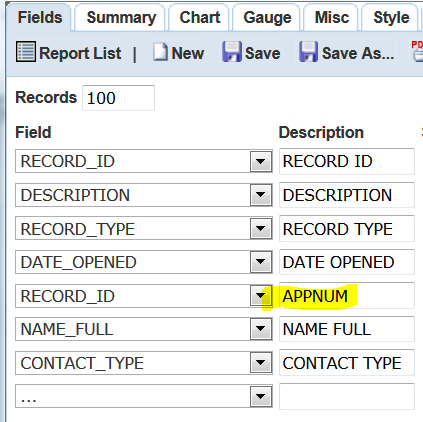 Fields Summary Chart Gauge Misc Style
Report List | New Save Save As...
Records 100
Field Description
RECORD_ID RECORD ID
DESCRIPTION DESCRIPTION
RECORD_TYPE RECORD TYPE
DATE_OPENED DATE OPENED
RECORD_ID APPNUM
NAME_FULL NAME FULL
CONTACT_TYPE CONTACT TYPE
...